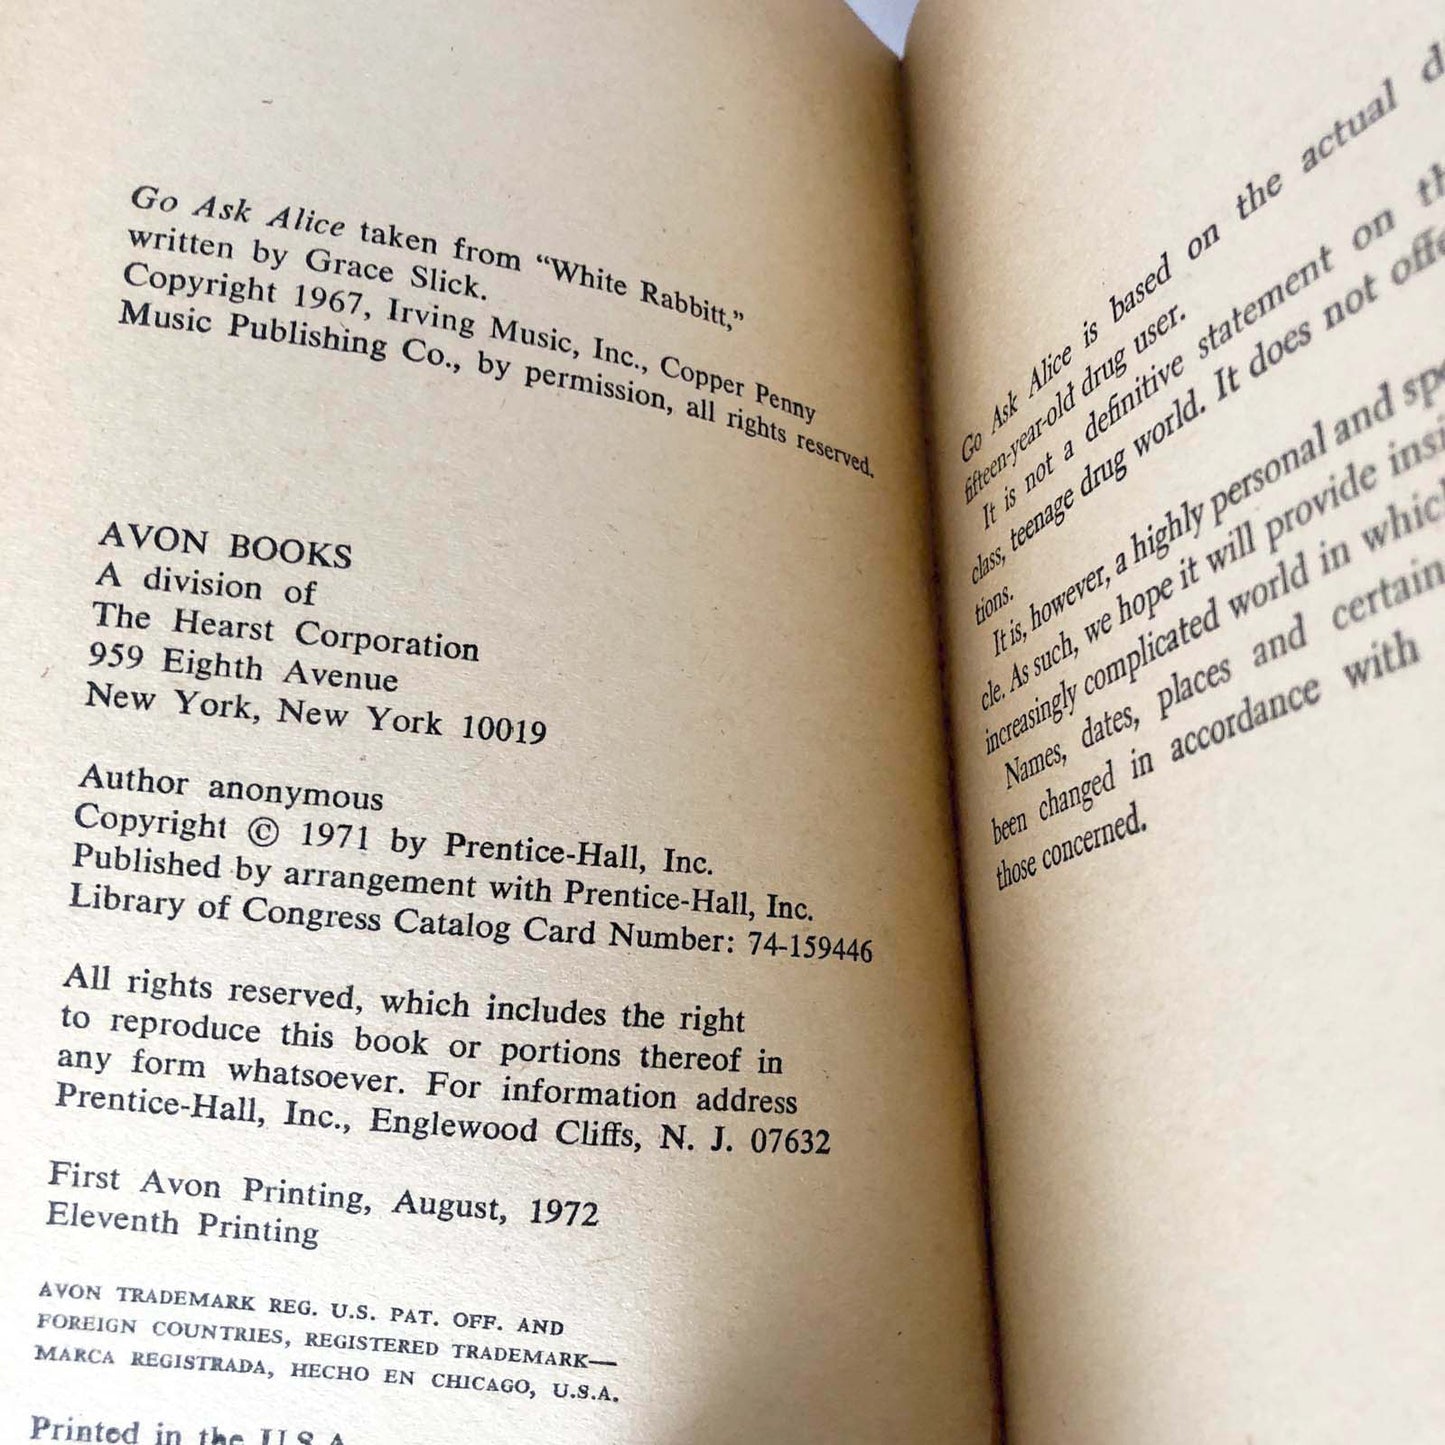 Go Ask Alice taken from “White Rabbitt,”
written by Grace Slick.
Copyright 1967, Irving Music, Inc., Copper Penny
Music Publishing Co., by permission, all rights reserved.
AVON BOOKS
A division of
The Hearst Corporation
959 Eighth Avenue
New York, New York 10019
Author anonymous
Copyright © 1971 by Prentice-Hall, Inc.
Published by arrangement with Prentice-Hall, Inc.
Library of Congress Catalog Card Number: 74-159446
All rights reserved, which includes the right
to reproduce this book or portions thereof in
any form whatsoever. For information address
Prentice-Hall, Inc., Englewood Cliffs, N. J. 07632
First Avon Printing, August, 1972
Eleventh Printing
AVON TRADEMARK REG. U.S. PAT. OFF. AND
FOREIGN COUNTRIES, REGISTERED TRADEMARK—
MARCA REGISTRADA, HECHO EN CHICAGO, U.S.A.
Printed in the U.S.A.
Go Ask Alice is based on the actual
fifteen-year-old drug user.
It is not a definitive statement on
class, teenage drug world. It does not
tions.
It is, however, a highly personal and
cle. As such, we hope it will provide
increasingly complicated world in
Names, dates, places and certain
been changed in accordance with
those concerned.